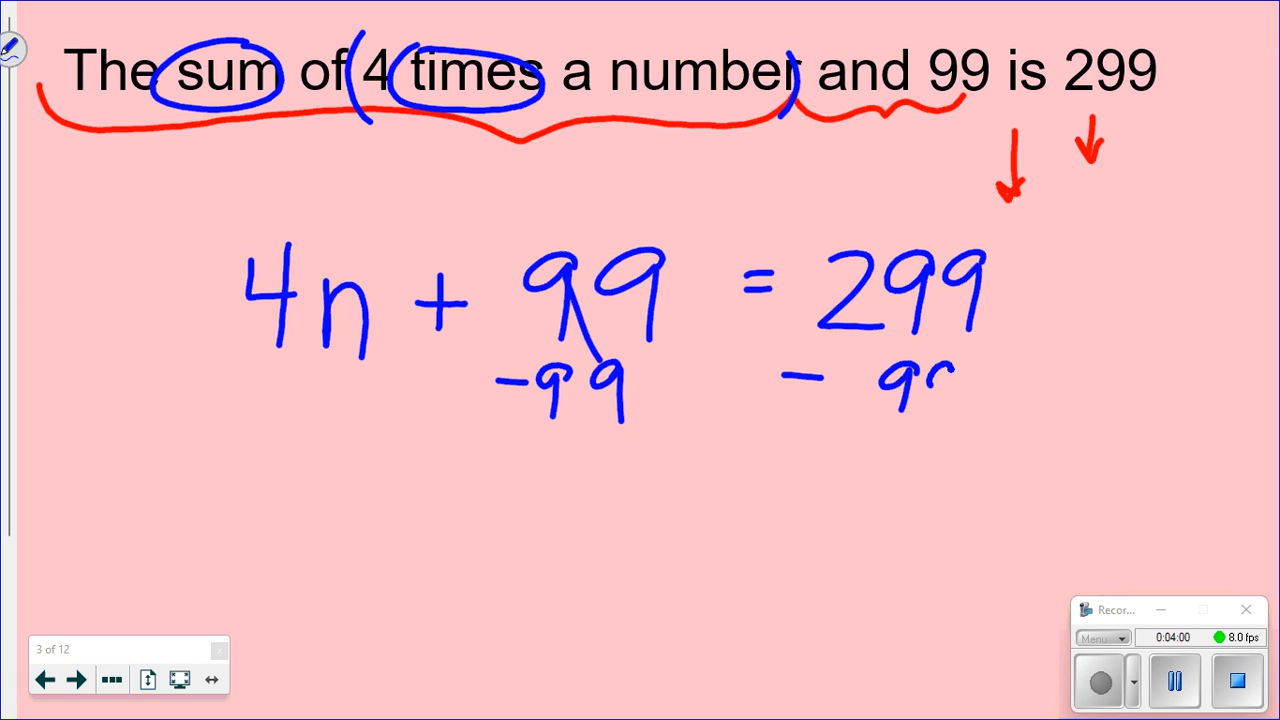 The sum of (4 times a number) and 99 is 299
4n + 99 = 299
-99 - 99
3 of 12
Recor...
Menu
0:04:00
8.0 fps